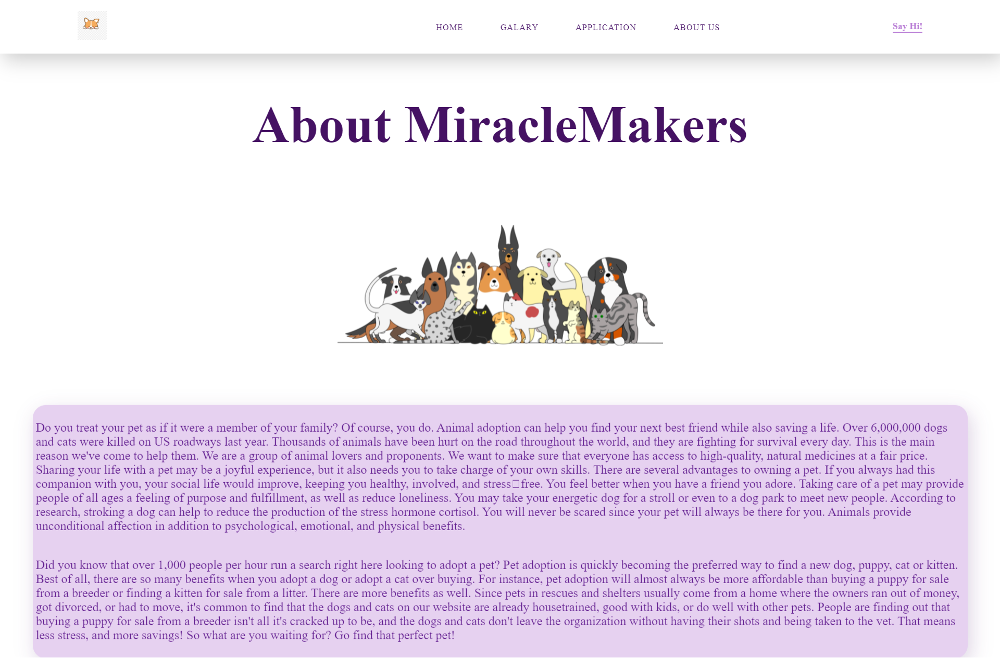 HOME GALARY APPLICATION ABOUT US Say Hi!
About MiracleMakers
Do you treat your pet as if it were a member of your family? Of course, you do. Animal adoption can help you find your next best friend while also saving a life. Over 6,000,000 dogs
and cats were killed on US roadways last year. Thousands of animals have been hurt on the road throughout the world, and they are fighting for survival every day. This is the main
reason we've come to help them. We are a group of animal lovers and proponents. We want to make sure that everyone has access to high-quality, natural medicines at a fair price.
Sharing your life with a pet may be a joyful experience, but it also needs you to take charge of your own skills. There are several advantages to owning a pet. If you always had this
companion with you, your social life would improve, keeping you healthy, involved, and stress□free. You feel better when you have a friend you adore. Taking care of a pet may provide
people of all ages a feeling of purpose and fulfillment, as well as reduce loneliness. You may take your energetic dog for a stroll or even to a dog park to meet new people. According to
research, stroking a dog can help to reduce the production of the stress hormone cortisol. You will never be scared since your pet will always be there for you. Animals provide
unconditional affection in addition to psychological, emotional, and physical benefits.
Did you know that over 1,000 people per hour run a search right here looking to adopt a pet? Pet adoption is quickly becoming the preferred way to find a new dog, puppy, cat or kitten.
Best of all, there are so many benefits when you adopt a dog or adopt a cat over buying. For instance, pet adoption will almost always be more affordable than buying a puppy for sale
from a breeder or finding a kitten for sale from a litter. There are more benefits as well. Since pets in rescues and shelters usually come from a home where the owners ran out of money,
got divorced, or had to move, it's common to find that the dogs and cats on our website are already housetrained, good with kids, or do well with other pets. People are finding out that
buying a puppy for sale from a breeder isn't all it's cracked up to be, and the dogs and cats don't leave the organization without having their shots and being taken to the vet. That means
less stress, and more savings! So what are you waiting for? Go find that perfect pet!